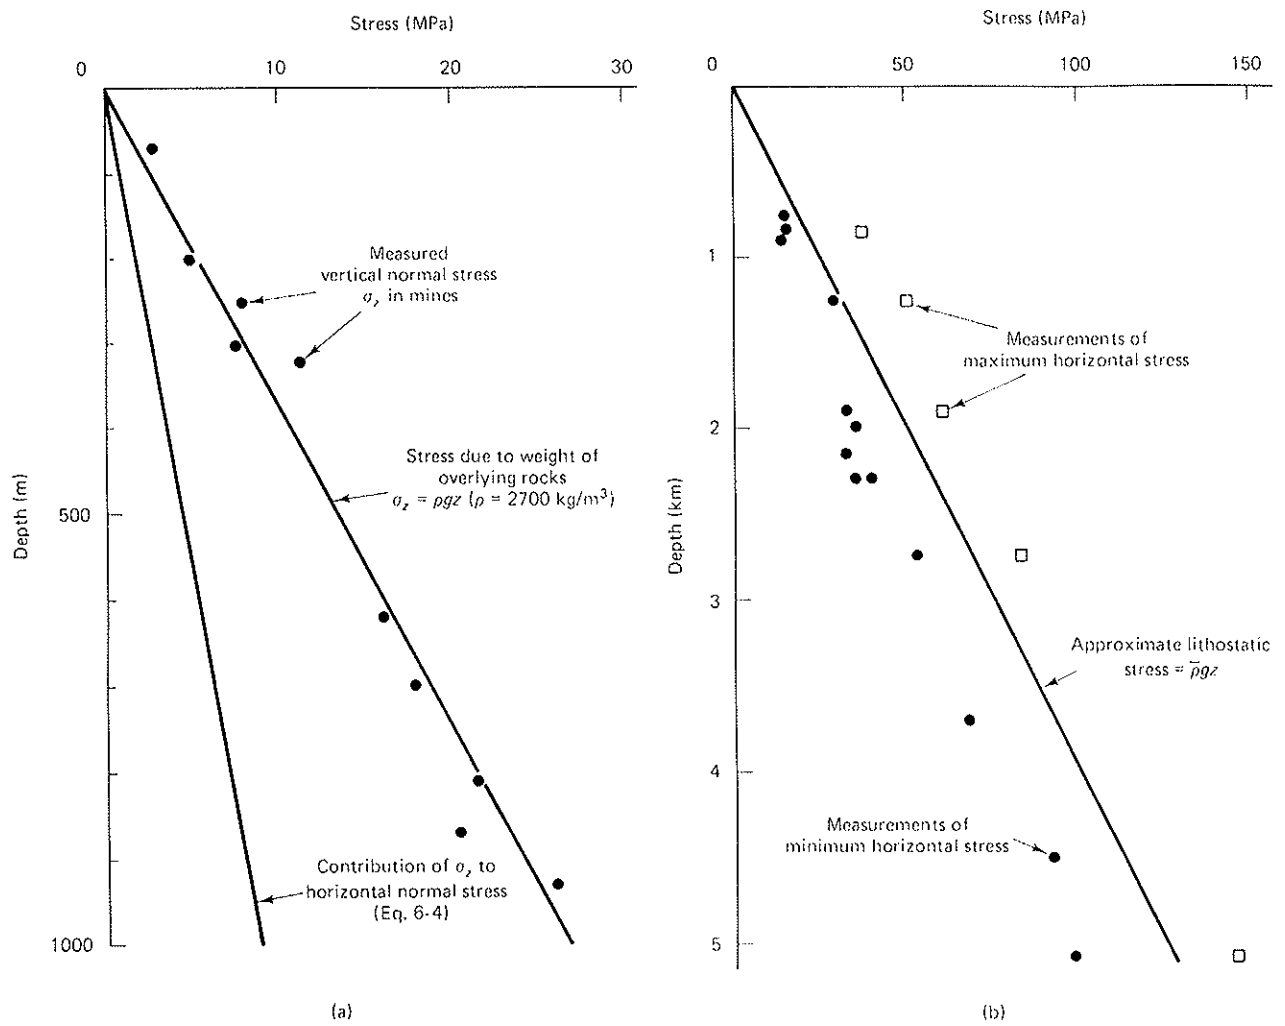 Stress (MPa)
0 10 20 30
Measured
vertical normal stress
σz in mines
Stress due to weight of
overlying rocks
σz = ρgz (ρ = 2700 kg/m³)
Depth (m)
500
Contribution of σz to
horizontal normal stress
(Eq. 6-4)
1000
(a)
Stress (MPa)
0 50 100 150
1
Measurements of
maximum horizontal stress
2
Depth (km)
3
Approximate lithostatic
stress = ρ̅gz
4
Measurements of
minimum horizontal stress
5
(b)